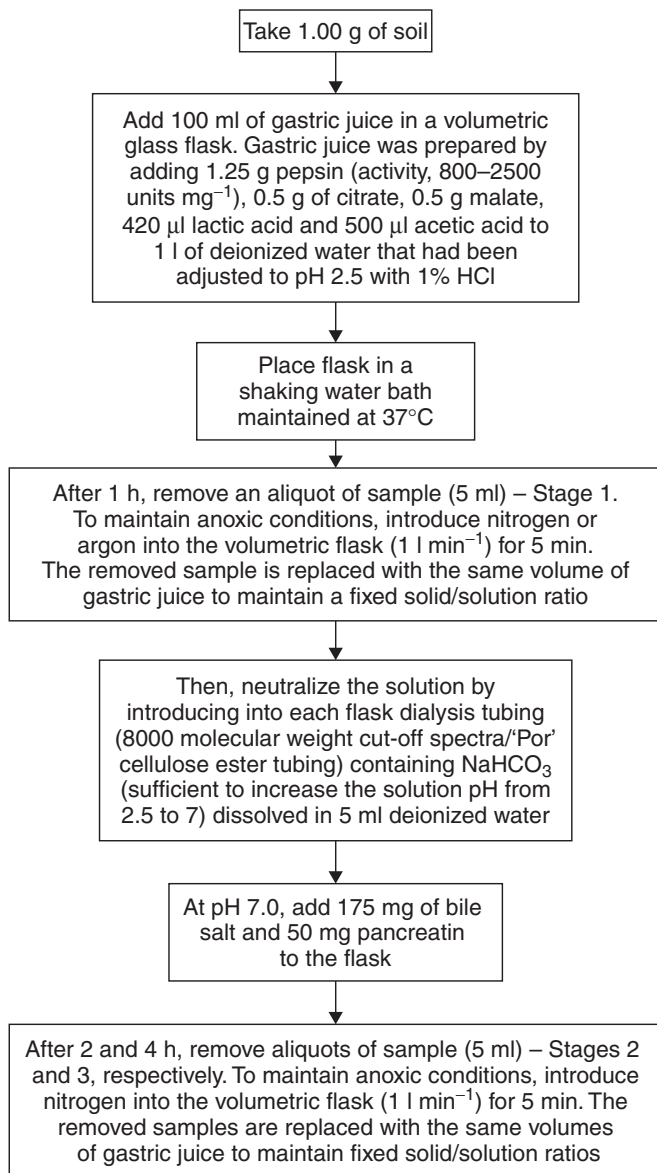 Take 1.00 g of soil
Add 100 ml of gastric juice in a volumetric
glass flask. Gastric juice was prepared by
adding 1.25 g pepsin (activity, 800–2500
units mg⁻¹), 0.5 g of citrate, 0.5 g malate,
420 µl lactic acid and 500 µl acetic acid to
1 l of deionized water that had been
adjusted to pH 2.5 with 1% HCl
Place flask in a
shaking water bath
maintained at 37°C
After 1 h, remove an aliquot of sample (5 ml) – Stage 1.
To maintain anoxic conditions, introduce nitrogen or
argon into the volumetric flask (1 l min⁻¹) for 5 min.
The removed sample is replaced with the same volume of
gastric juice to maintain a fixed solid/solution ratio
Then, neutralize the solution by
introducing into each flask dialysis tubing
(8000 molecular weight cut-off spectra/‘Por’
cellulose ester tubing) containing NaHCO₃
(sufficient to increase the solution pH from
2.5 to 7) dissolved in 5 ml deionized water
At pH 7.0, add 175 mg of bile
salt and 50 mg pancreatin
to the flask
After 2 and 4 h, remove aliquots of sample (5 ml) – Stages 2
and 3, respectively. To maintain anoxic conditions, introduce
nitrogen into the volumetric flask (1 l min⁻¹) for 5 min. The
removed samples are replaced with the same volumes
of gastric juice to maintain fixed solid/solution ratios